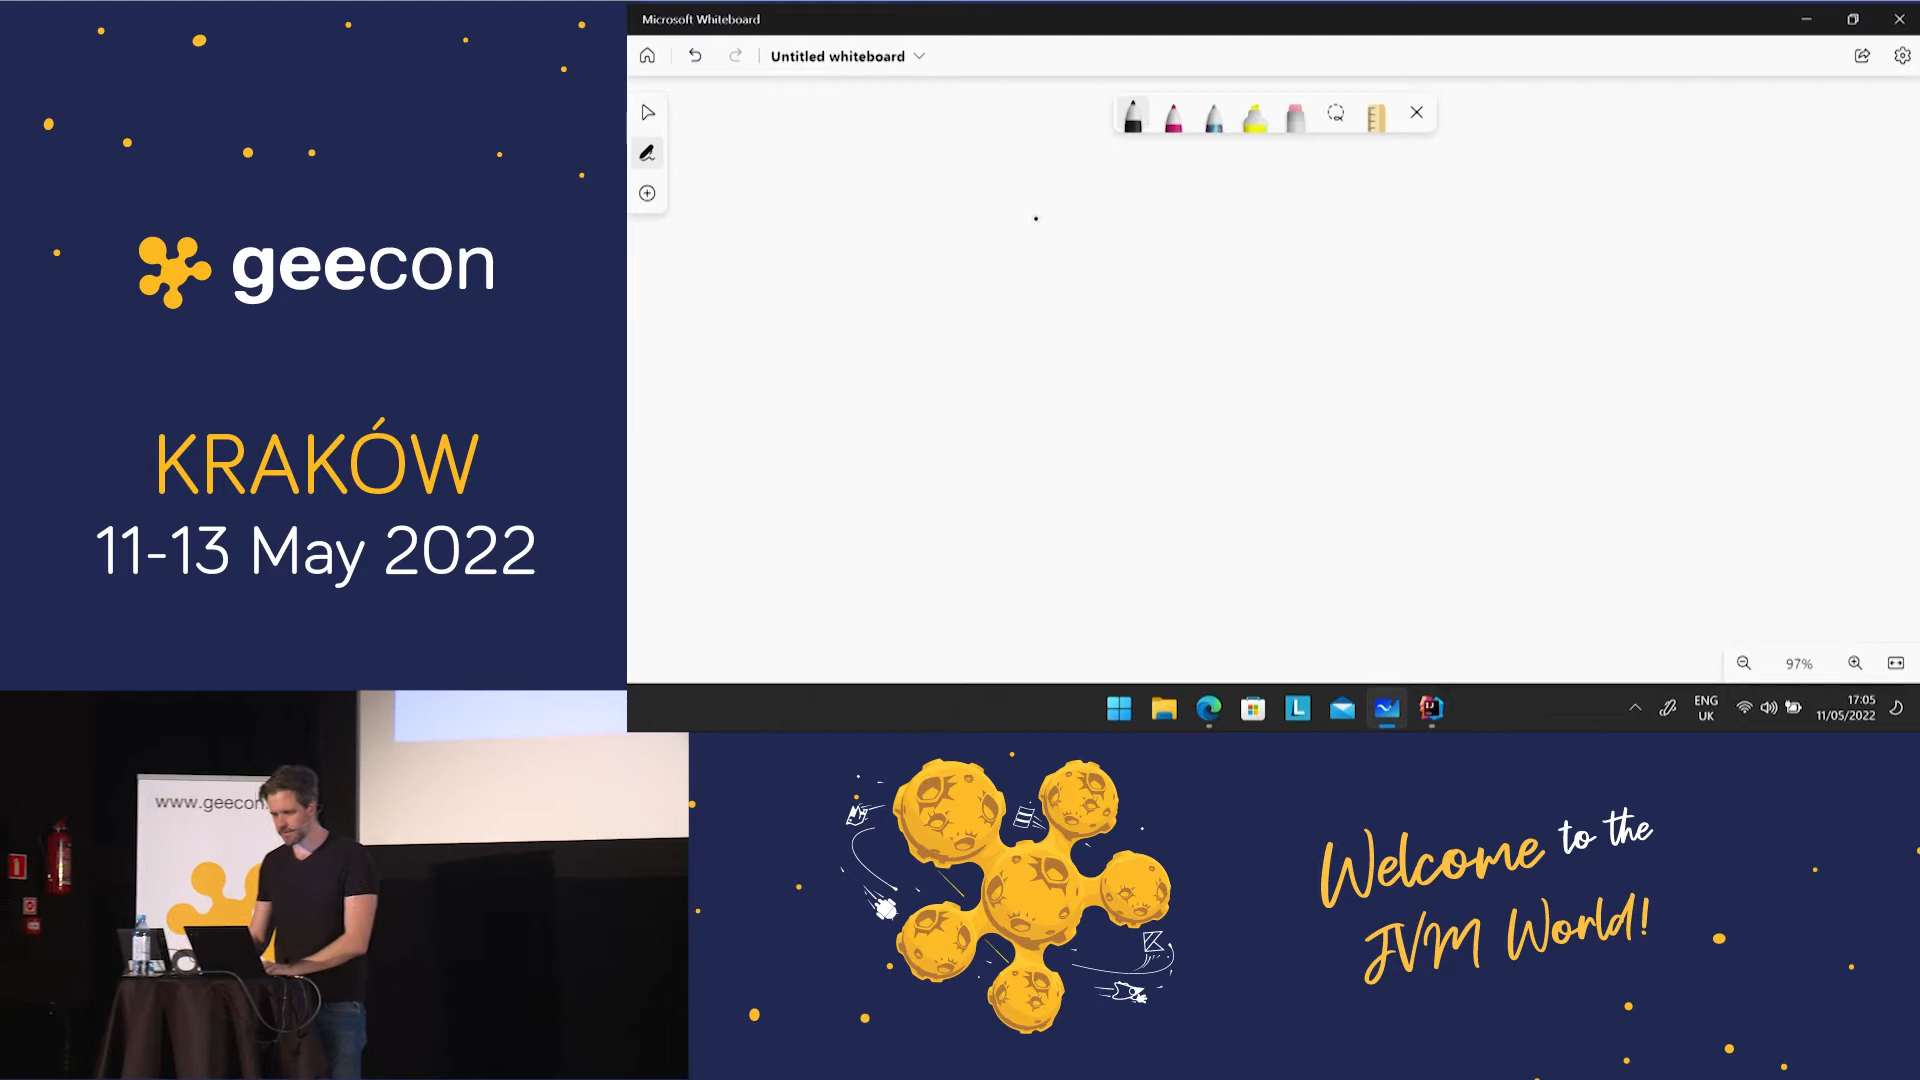 geecon
KRAKÓW
11-13 May 2022
Microsoft Whiteboard
Untitled whiteboard
97%
ENG
UK
17:05
11/05/2022
www.geecon.
Welcome to the
JVM World!